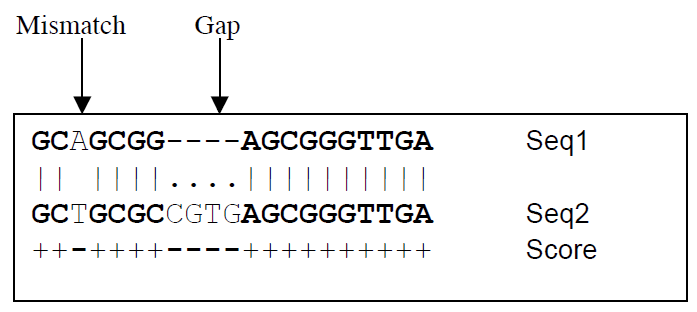 Mismatch Gap
GCAGCGG----AGCGGGTTGA Seq1
|| ||||....||||||||||
GCTGCGCCGTGAGCGGGTTGA Seq2
++-++++----++++++++++ Score